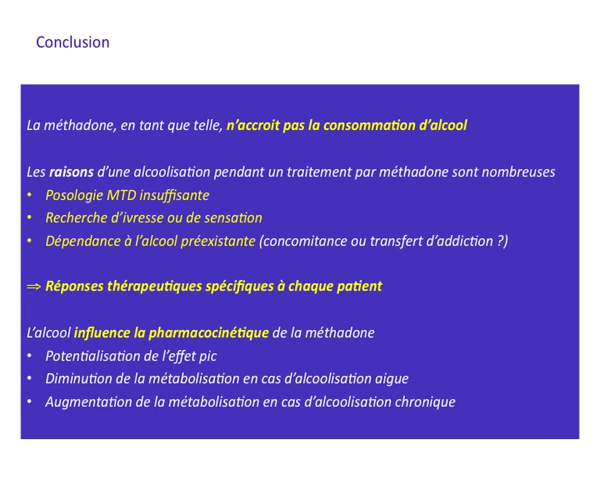 Conclusion
La méthadone, en tant que telle, n’accroit pas la consommation d’alcool
Les raisons d’une alcoolisation pendant un traitement par méthadone sont nombreuses
• Posologie MTD insuffisante
• Recherche d’ivresse ou de sensation
• Dépendance à l’alcool préexistante (concomitance ou transfert d’addiction ?)
⇒ Réponses thérapeutiques spécifiques à chaque patient
L’alcool influence la pharmacocinétique de la méthadone
• Potentialisation de l’effet pic
• Diminution de la métabolisation en cas d’alcoolisation aigue
• Augmentation de la métabolisation en cas d’alcoolisation chronique